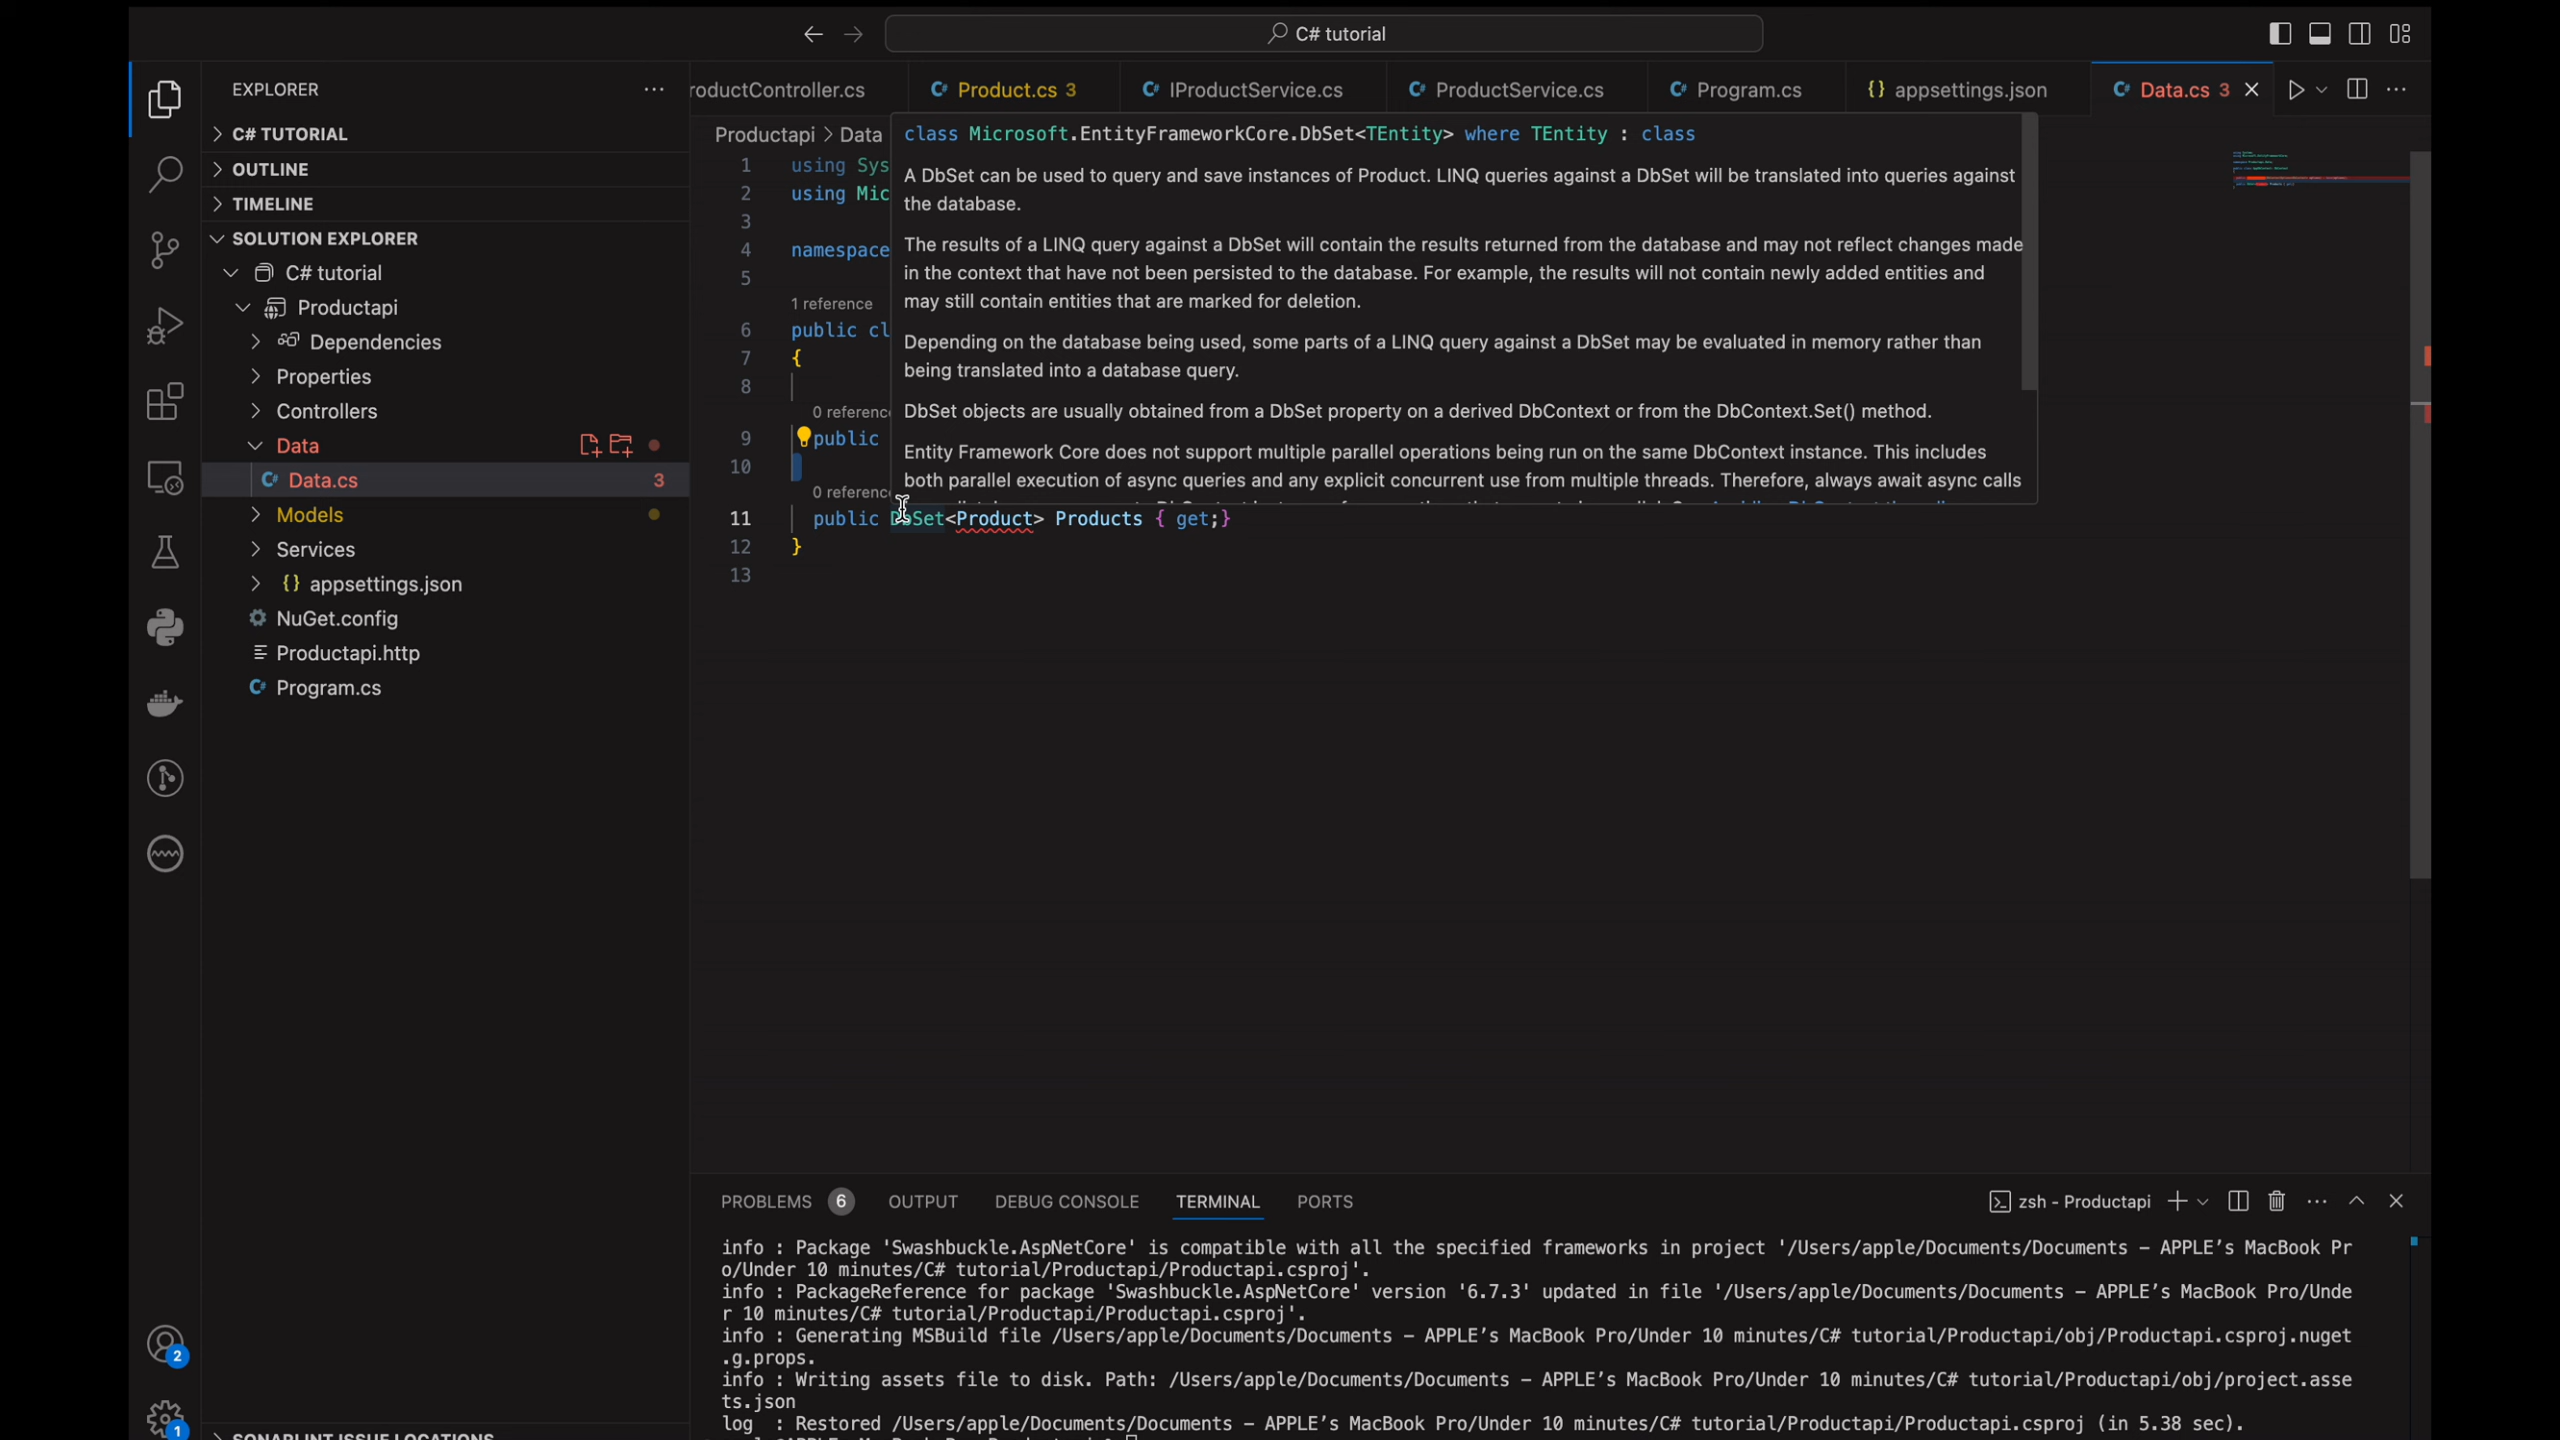 C# tutorial
EXPLORER
C# TUTORIAL
OUTLINE
TIMELINE
SOLUTION EXPLORER
C# tutorial
Productapi
Dependencies
Properties
Controllers
Data
C# Data.cs 3
Models
Services
{} appsettings.json
NuGet.config
Productapi.http
C# Program.cs
2
1
roductController.cs
C# Product.cs 3
C# IProductService.cs
C# ProductService.cs
C# Program.cs
{} appsettings.json
C# Data.cs 3
Productapi > Data
class Microsoft.EntityFrameworkCore.DbSet<TEntity> where TEntity : class
A DbSet can be used to query and save instances of Product. LINQ queries against a DbSet will be translated into queries against
the database.
The results of a LINQ query against a DbSet will contain the results returned from the database and may not reflect changes made
in the context that have not been persisted to the database. For example, the results will not contain newly added entities and
may still contain entities that are marked for deletion.
Depending on the database being used, some parts of a LINQ query against a DbSet may be evaluated in memory rather than
being translated into a database query.
DbSet objects are usually obtained from a DbSet property on a derived DbContext or from the DbContext.Set() method.
Entity Framework Core does not support multiple parallel operations being run on the same DbContext instance. This includes
both parallel execution of async queries and any explicit concurrent use from multiple threads. Therefore, always await async calls
1 using Sys
2 using Mic
3
4 namespace
5
1 reference
6 public cl
7 {
8
0 referenc
9 public
10
0 referenc
11 public DbSet<Product> Products { get;}
12 }
13
PROBLEMS 6
OUTPUT
DEBUG CONSOLE
TERMINAL
PORTS
zsh - Productapi
info : Package 'Swashbuckle.AspNetCore' is compatible with all the specified frameworks in project '/Users/apple/Documents/Documents – APPLE’s MacBook Pr
o/Under 10 minutes/C# tutorial/Productapi/Productapi.csproj'.
info : PackageReference for package 'Swashbuckle.AspNetCore' version '6.7.3' updated in file '/Users/apple/Documents/Documents – APPLE’s MacBook Pro/Unde
r 10 minutes/C# tutorial/Productapi/Productapi.csproj'.
info : Generating MSBuild file /Users/apple/Documents/Documents – APPLE’s MacBook Pro/Under 10 minutes/C# tutorial/Productapi/obj/Productapi.csproj.nuget
.g.props.
info : Writing assets file to disk. Path: /Users/apple/Documents/Documents – APPLE’s MacBook Pro/Under 10 minutes/C# tutorial/Productapi/obj/project.asse
ts.json
log  : Restored /Users/apple/Documents/Documents – APPLE’s MacBook Pro/Under 10 minutes/C# tutorial/Productapi/Productapi.csproj (in 5.38 sec).